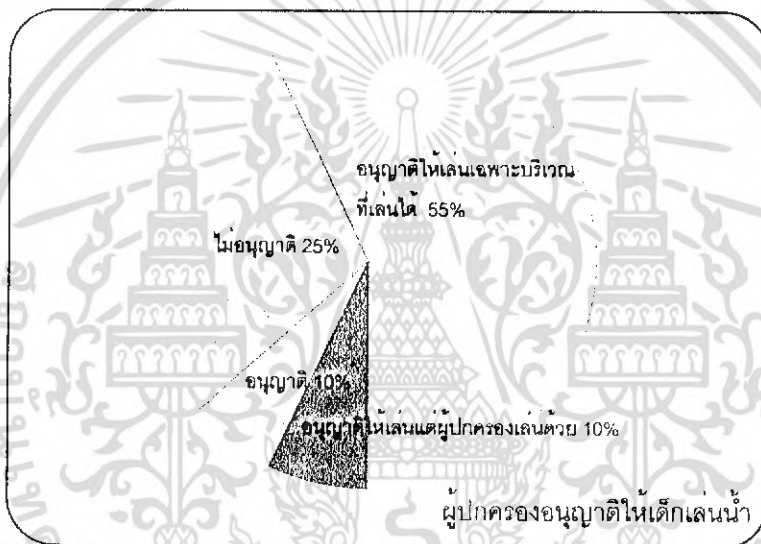 อนุญาติให้เล่นเฉพาะบริเวณ
ที่เล่นได้ 55%
ไม่อนุญาติ 25%
อนุญาติ 10%
อนุญาติให้เล่นแต่ผู้ปกครองเล่นด้วย 10%
ผู้ปกครองอนุญาติให้เด็กเล่นน้ำ